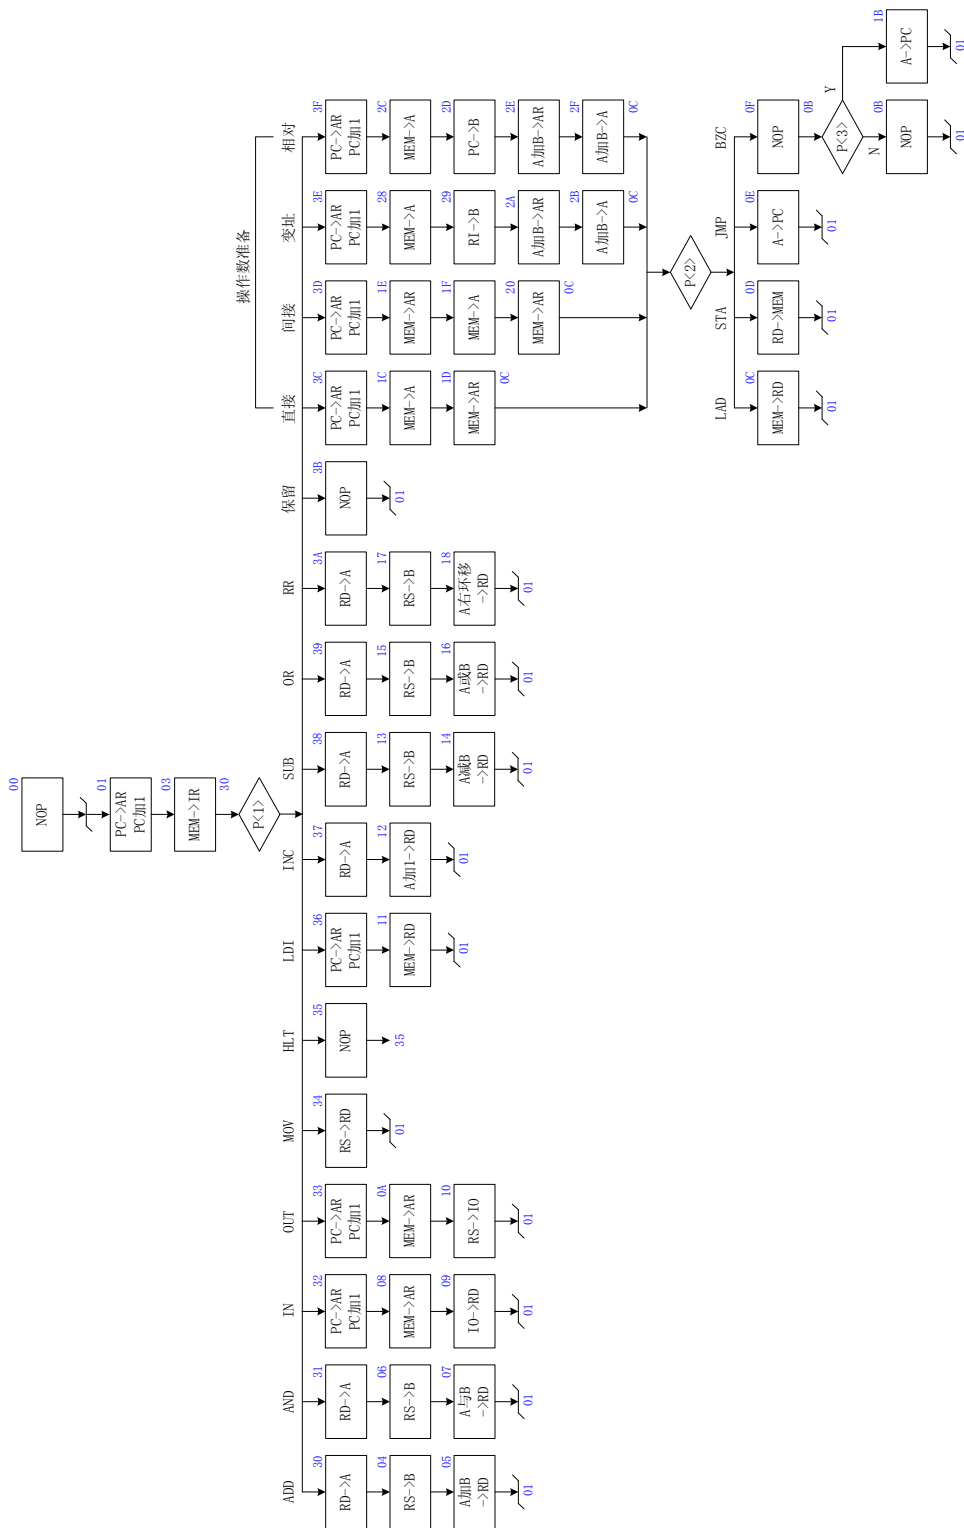 00
NOP
01
PC->AR
PC加1
03
MEM->IR
30
P<1>
操作数准备
ADD
AND
IN
OUT
MOV
HLT
LDI
INC
SUB
OR
RR
保留
直接
间接
变址
相对
30
31
32
33
34
35
36
37
38
39
3A
3B
3C
3D
3E
3F
RD->A
RD->A
PC->AR
PC加1
PC->AR
PC加1
RS->RD
NOP
PC->AR
PC加1
RD->A
RD->A
RD->A
RD->A
NOP
PC->AR
PC加1
PC->AR
PC加1
PC->AR
PC加1
PC->AR
PC加1
04
06
08
0A
01
35
11
12
13
15
17
01
1C
1E
28
2C
RS->B
RS->B
MEM->AR
MEM->AR
MEM->RD
A加1->RD
RS->B
RS->B
RS->B
MEM->A
MEM->AR
MEM->A
MEM->A
05
07
09
10
01
01
14
16
18
1D
1F
29
2D
A加B
->RD
A与B
->RD
IO->RD
RS->IO
A减B
->RD
A或B
->RD
A右环移
->RD
MEM->AR
MEM->A
RI->B
PC->B
01
01
01
01
01
01
01
0C
20
2A
2E
MEM->AR
A加B->AR
A加B->AR
0C
2B
2F
A加B->A
A加B->A
0C
0C
P<2>
LAD
STA
JMP
BZC
0C
0D
0E
0F
MEM->RD
RD->MEM
A->PC
NOP
01
01
01
0B
P<3>
N
Y
0B
1B
NOP
A->PC
01
01